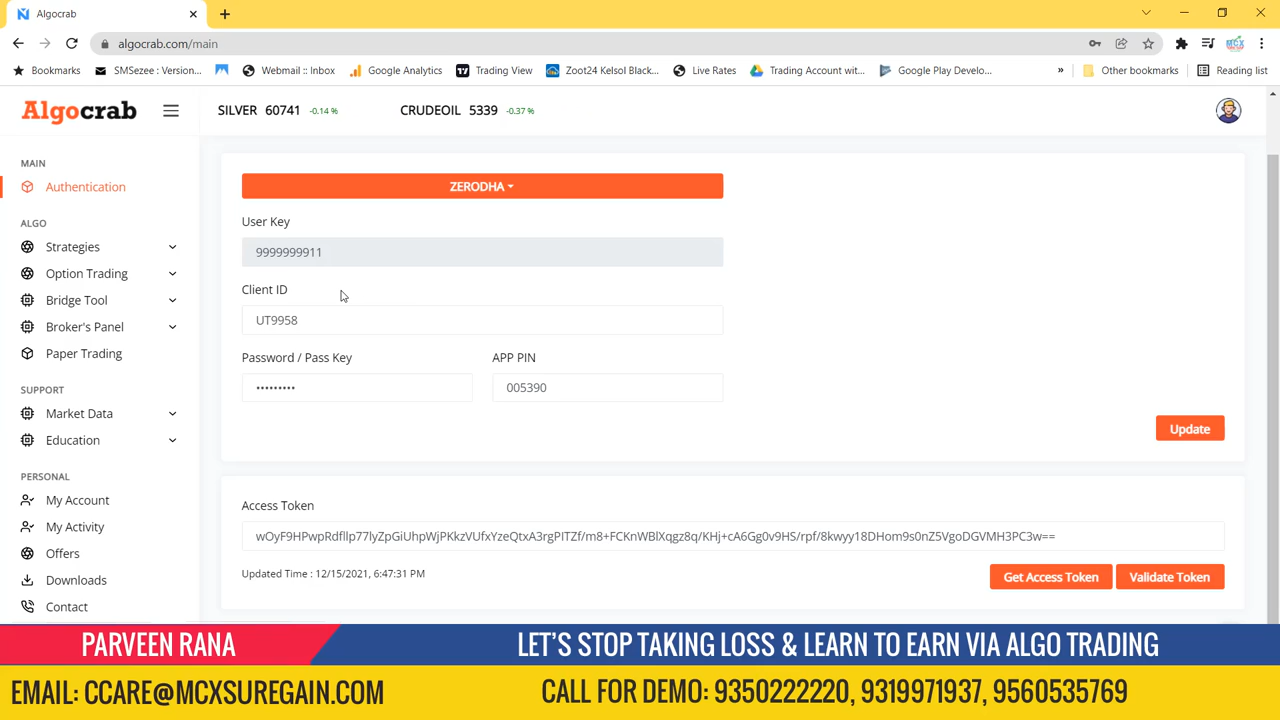 Algocrab
algocrab.com/main
Bookmarks SMSezee : Version... Webmail :: Inbox Google Analytics Trading View Zoot24 Kelsol Black... Live Rates Trading Account wit... Google Play Develo... » Other bookmarks Reading list
Algocrab SILVER 60741 -0.14 % CRUDEOIL 5339 -0.37 %
MAIN
Authentication
ALGO
Strategies
Option Trading
Bridge Tool
Broker's Panel
Paper Trading
SUPPORT
Market Data
Education
PERSONAL
My Account
My Activity
Offers
Downloads
Contact
ZERODHA
User Key
9999999911
Client ID
UT9958
Password / Pass Key APP PIN
••••••••• 005390
Update
Access Token
wOyF9HPwpRdfllp77lyZpGiUhpWjPKkzVUfxYzeQtxA3rgPITZf/m8+FCKnWBlXqgz8q/KHj+cA6Gg0v9HS/rpf/8kwyy18DHom9s0nZ5VgoDGVMH3PC3w==
Updated Time : 12/15/2021, 6:47:31 PM
Get Access Token Validate Token
PARVEEN RANA LET'S STOP TAKING LOSS & LEARN TO EARN VIA ALGO TRADING
EMAIL: CCARE@MCXSUREGAIN.COM CALL FOR DEMO: 9350222220, 9319971937, 9560535769